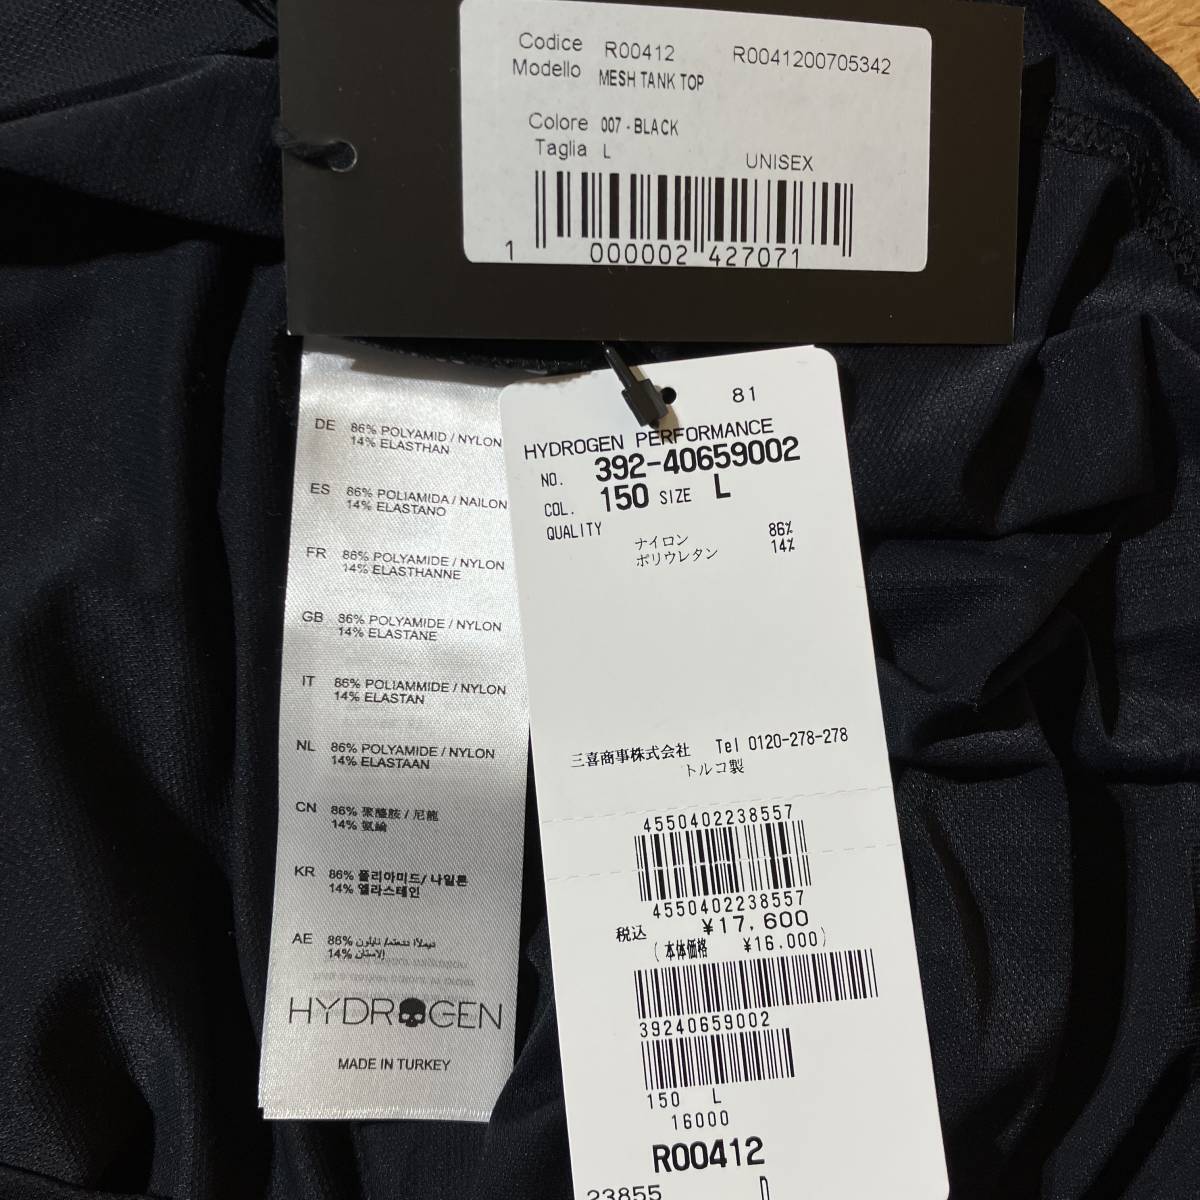 Codice R00412 R0041200705342
Modello MESH TANK TOP
Colore 007 - BLACK
Taglia L UNISEX
1 000002 427071
DE 86% POLYAMID / NYLON
14% ELASTHAN
ES 86% POLIAMIDA / NAILON
14% ELASTANO
FR 86% POLYAMIDE / NYLON
14% ELASTHANNE
GB 86% POLYAMIDE / NYLON
14% ELASTANE
IT 86% POLIAMMIDE / NYLON
14% ELASTAN
NL 86% POLYAMIDE / NYLON
14% ELASTAAN
CN 86% 聚醯胺 / 尼龍
14% 氨綸
KR 86% 폴리아미드/ 나일론
14% 엘라스테인
AE 86%
14% إلاستان
HYDROGEN
MADE IN TURKEY
81
HYDROGEN PERFORMANCE
NO. 392-40659002
COL. 150 SIZE L
QUALITY
ナイロン 86%
ポリウレタン 14%
三喜商事株式会社 Tel 0120-278-278
トルコ製
4550402238557
4550402238557
税込 ¥17,600
(本体価格 ¥16.000)
39240659002
150 L
16000
R00412
23855